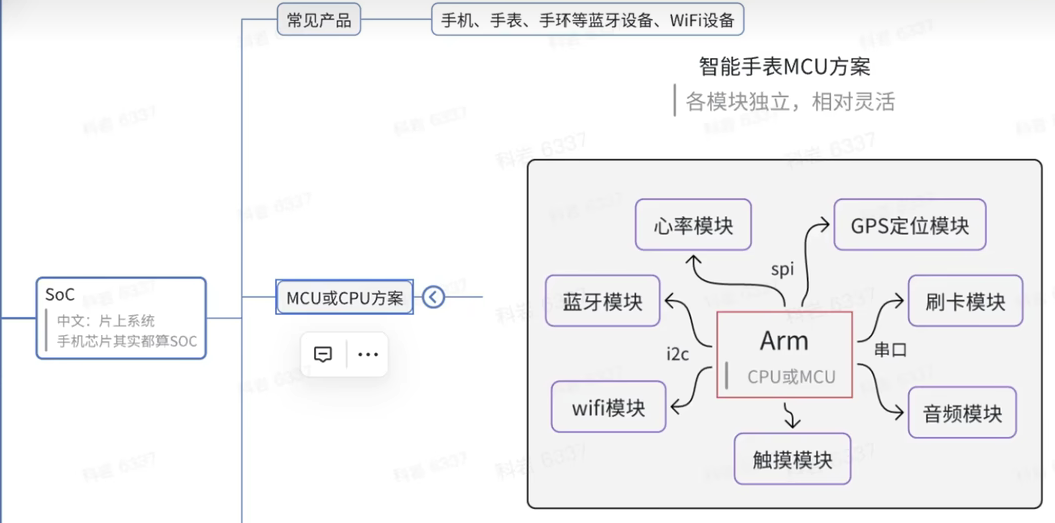 常见产品
手机、手表、手环等蓝牙设备、WiFi设备
智能手表MCU方案
各模块独立，相对灵活
SoC
中文：片上系统
手机芯片其实都算SOC
MCU或CPU方案
心率模块
GPS定位模块
spi
蓝牙模块
刷卡模块
Arm
CPU或MCU
i2c
串口
wifi模块
音频模块
触摸模块